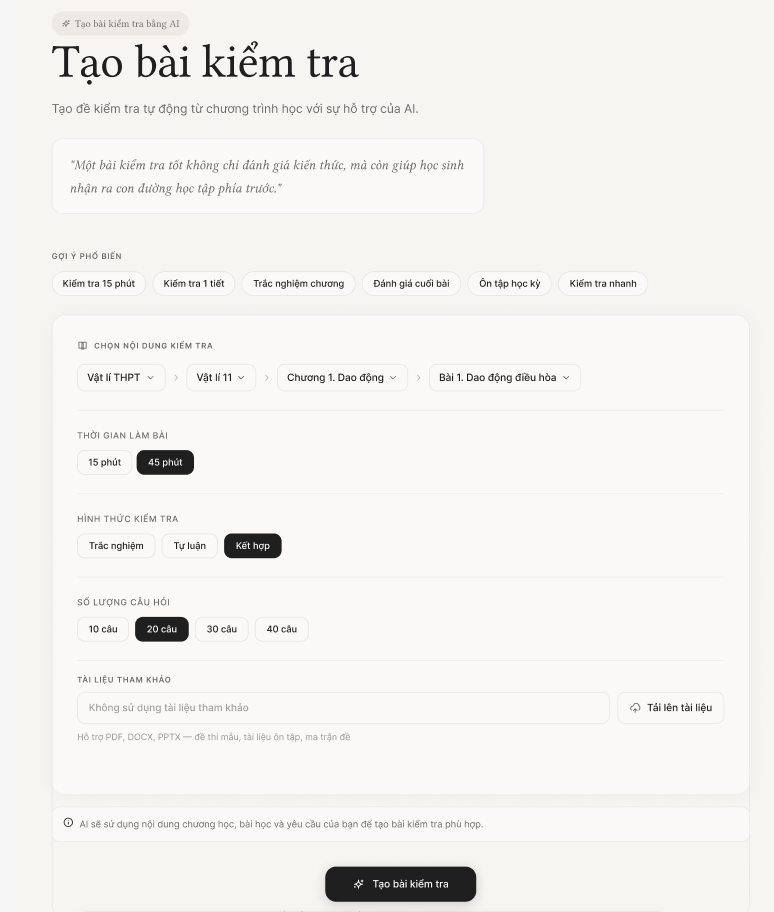 Tạo bài kiểm tra bằng AI
Tạo bài kiểm tra
Tạo đề kiểm tra tự động từ chương trình học với sự hỗ trợ của AI.
"Một bài kiểm tra tốt không chỉ đánh giá kiến thức, mà còn giúp học sinh
nhận ra con đường học tập phía trước."
GỢI Ý PHỔ BIẾN
Kiểm tra 15 phút
Kiểm tra 1 tiết
Trắc nghiệm chương
Đánh giá cuối bài
Ôn tập học kỳ
Kiểm tra nhanh
CHỌN NỘI DUNG KIỂM TRA
Vật lí THPT
Vật lí 11
Chương 1. Dao động
Bài 1. Dao động điều hòa
THỜI GIAN LÀM BÀI
15 phút
45 phút
HÌNH THỨC KIỂM TRA
Trắc nghiệm
Tự luận
Kết hợp
SỐ LƯỢNG CÂU HỎI
10 câu
20 câu
30 câu
40 câu
TÀI LIỆU THAM KHẢO
Không sử dụng tài liệu tham khảo
Tải lên tài liệu
Hỗ trợ PDF, DOCX, PPTX — đề thi mẫu, tài liệu ôn tập, ma trận đề
AI sẽ sử dụng nội dung chương học, bài học và yêu cầu của bạn để tạo bài kiểm tra phù hợp.
Tạo bài kiểm tra